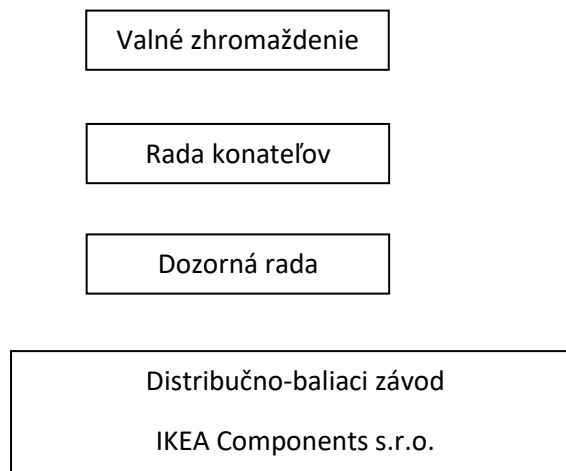 Valné zhromaždenie
Rada konateľov
Dozorná rada
Distribučno-baliaci závod
IKEA Components s.r.o.